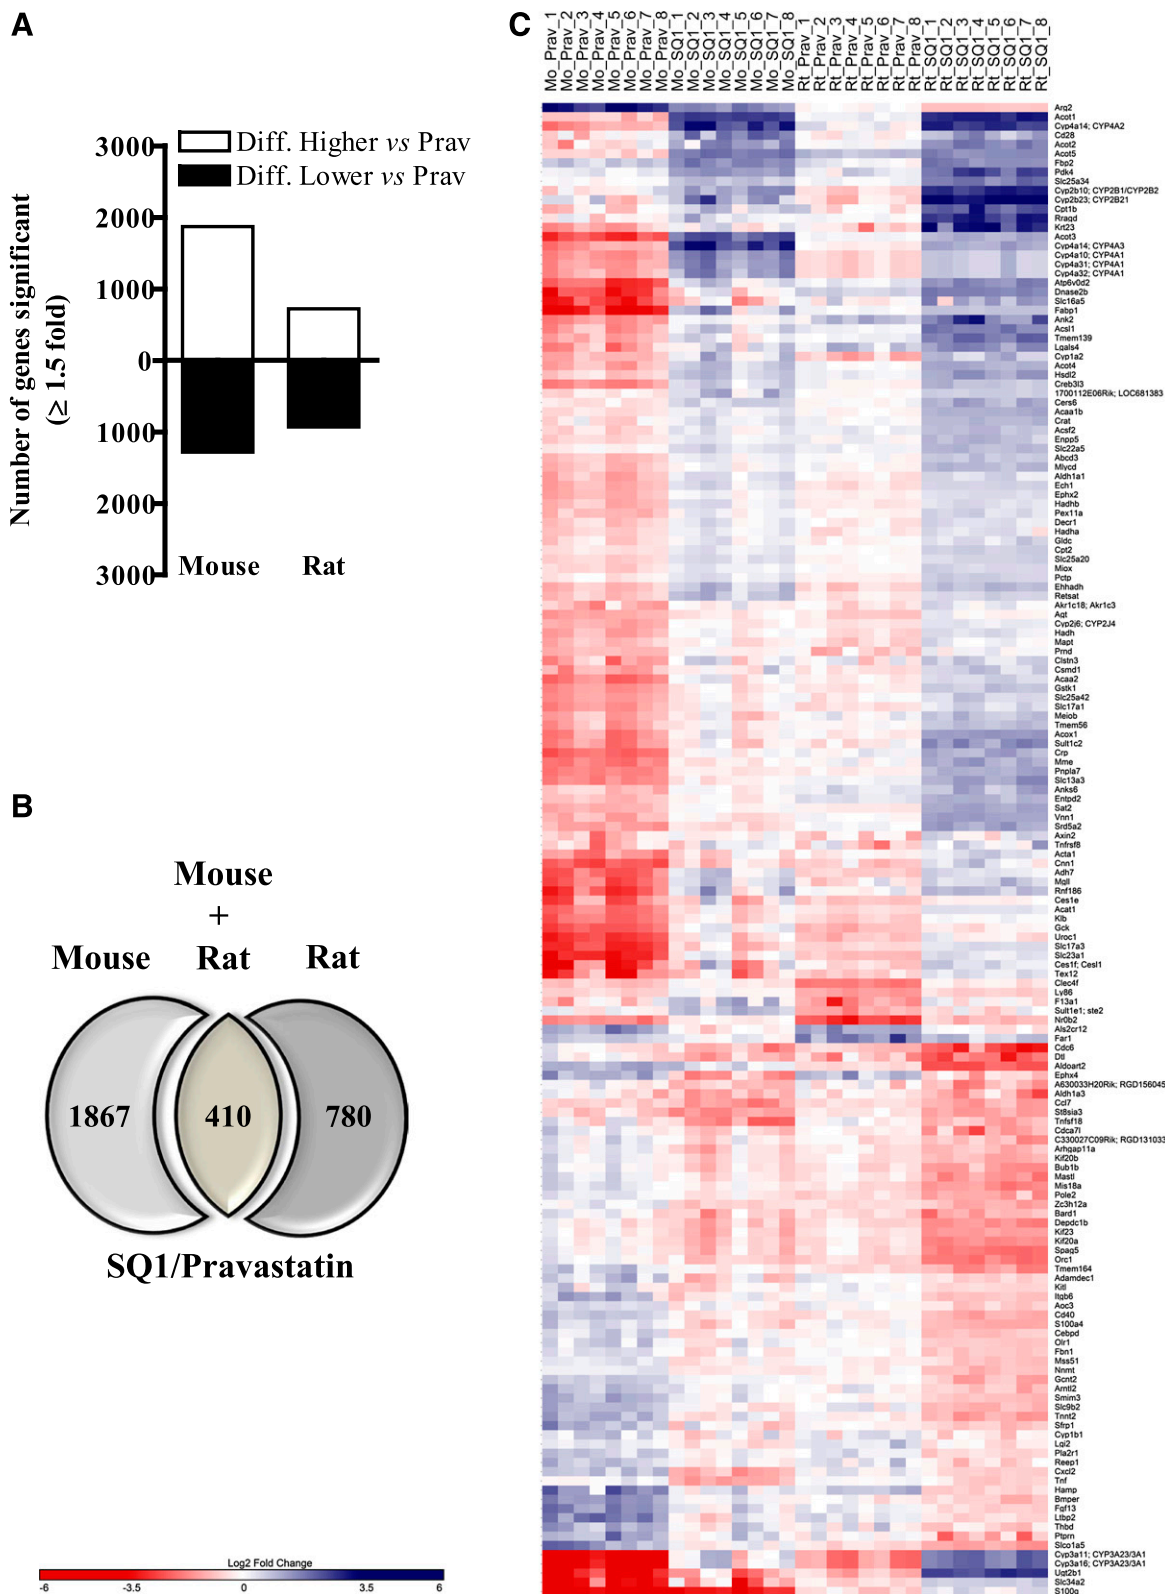 A
3000
2000
1000
0
1000
2000
3000
Number of genes significant
(≥ 1.5 fold)
Diff. Higher vs Prav
Diff. Lower vs Prav
Mouse
Rat
B
Mouse
+
Mouse
Rat
Rat
1867
410
780
SQ1/Pravastatin
Log2 Fold Change
-6
-3.5
0
3.5
6
C
Mo_Prav_1
Mo_Prav_2
Mo_Prav_3
Mo_Prav_4
Mo_Prav_5
Mo_Prav_6
Mo_Prav_7
Mo_Prav_8
Mo_SQ1_1
Mo_SQ1_2
Mo_SQ1_3
Mo_SQ1_4
Mo_SQ1_5
Mo_SQ1_6
Mo_SQ1_7
Mo_SQ1_8
Rt_Prav_1
Rt_Prav_2
Rt_Prav_3
Rt_Prav_4
Rt_Prav_5
Rt_Prav_6
Rt_Prav_7
Rt_Prav_8
Rt_SQ1_1
Rt_SQ1_2
Rt_SQ1_3
Rt_SQ1_4
Rt_SQ1_5
Rt_SQ1_6
Rt_SQ1_7
Rt_SQ1_8
Arg2
Acot1
Cyp4a14; CYP4A2
Cd28
Acot2
Acot5
Fbp2
Pdk4
Slc25a34
Cyp2b10; CYP2B1/CYP2B2
Cyp2b23; CYP2B21
Cpt1b
Rragd
Krt23
Acot3
Cyp4a14; CYP4A3
Cyp4a10; CYP4A1
Cyp4a31; CYP4A1
Cyp4a32; CYP4A1
Atp6v0d2
Dnase2b
Slc16a5
Fabp1
Ank2
Acsl1
Tmem139
Lgals4
Cyp1a2
Acot4
Hsdl2
Creb3l3
1700112E06Rik; LOC681383
Cers6
Acaa1b
Crat
Acsf2
Enpp5
Slc22a5
Abcd3
Mlycd
Aldh1a1
Ech1
Ephx2
Hadhb
Pex11a
Decr1
Hadha
Gldc
Cpt2
Slc25a20
Miox
Pctp
Ehhadh
Retsat
Akr1c18; Akr1c3
Agt
Cyp2j6; CYP2J4
Hadh
Mapt
Prnd
Clstn3
Csmd1
Acaa2
Gstk1
Slc25a42
Slc17a1
Meiob
Tmem56
Acox1
Sult1c2
Crp
Mme
Pnpla7
Slc13a3
Anks6
Entpd2
Sat2
Vnn1
Srd5a2
Axin2
Tnfrsf8
Acta1
Cnn1
Adh7
Mgll
Rnf186
Ces1e
Acat1
Klb
Gck
Uroc1
Slc17a3
Slc23a1
Ces1f; Cesl1
Tex12
Clec4f
Ly86
F13a1
Sult1e1; ste2
Nr0b2
Als2cr12
Far1
Cdc6
Dtl
Aldoart2
Ephx4
A630033H20Rik; RGD156045
Aldh1a3
Ccl7
St8sia3
Tnfsf18
Cdca7l
C330027C09Rik; RGD131033
Arhgap11a
Kif20b
Bub1b
Mastl
Mis18a
Pole2
Zc3h12a
Bard1
Depdc1b
Kif23
Kif20a
Spag5
Orc1
Tmem164
Adamdec1
Kitl
Itgb6
Aoc3
Cd40
S100a4
Cebpd
Olr1
Fbn1
Mss51
Nnmt
Gcnt2
Arntl2
Smim3
Slc9b2
Tnnt2
Sfrp1
Cyp1b1
Lgi2
Pla2r1
Reep1
Cxcl2
Tnf
Hamp
Bmper
Fgf13
Ltbp2
Thbd
Ptprn
Slco1a5
Cyp3a11; CYP3A23/3A1
Cyp3a16; CYP3A23/3A1
Ugt2b1
Slc34a2
S100g